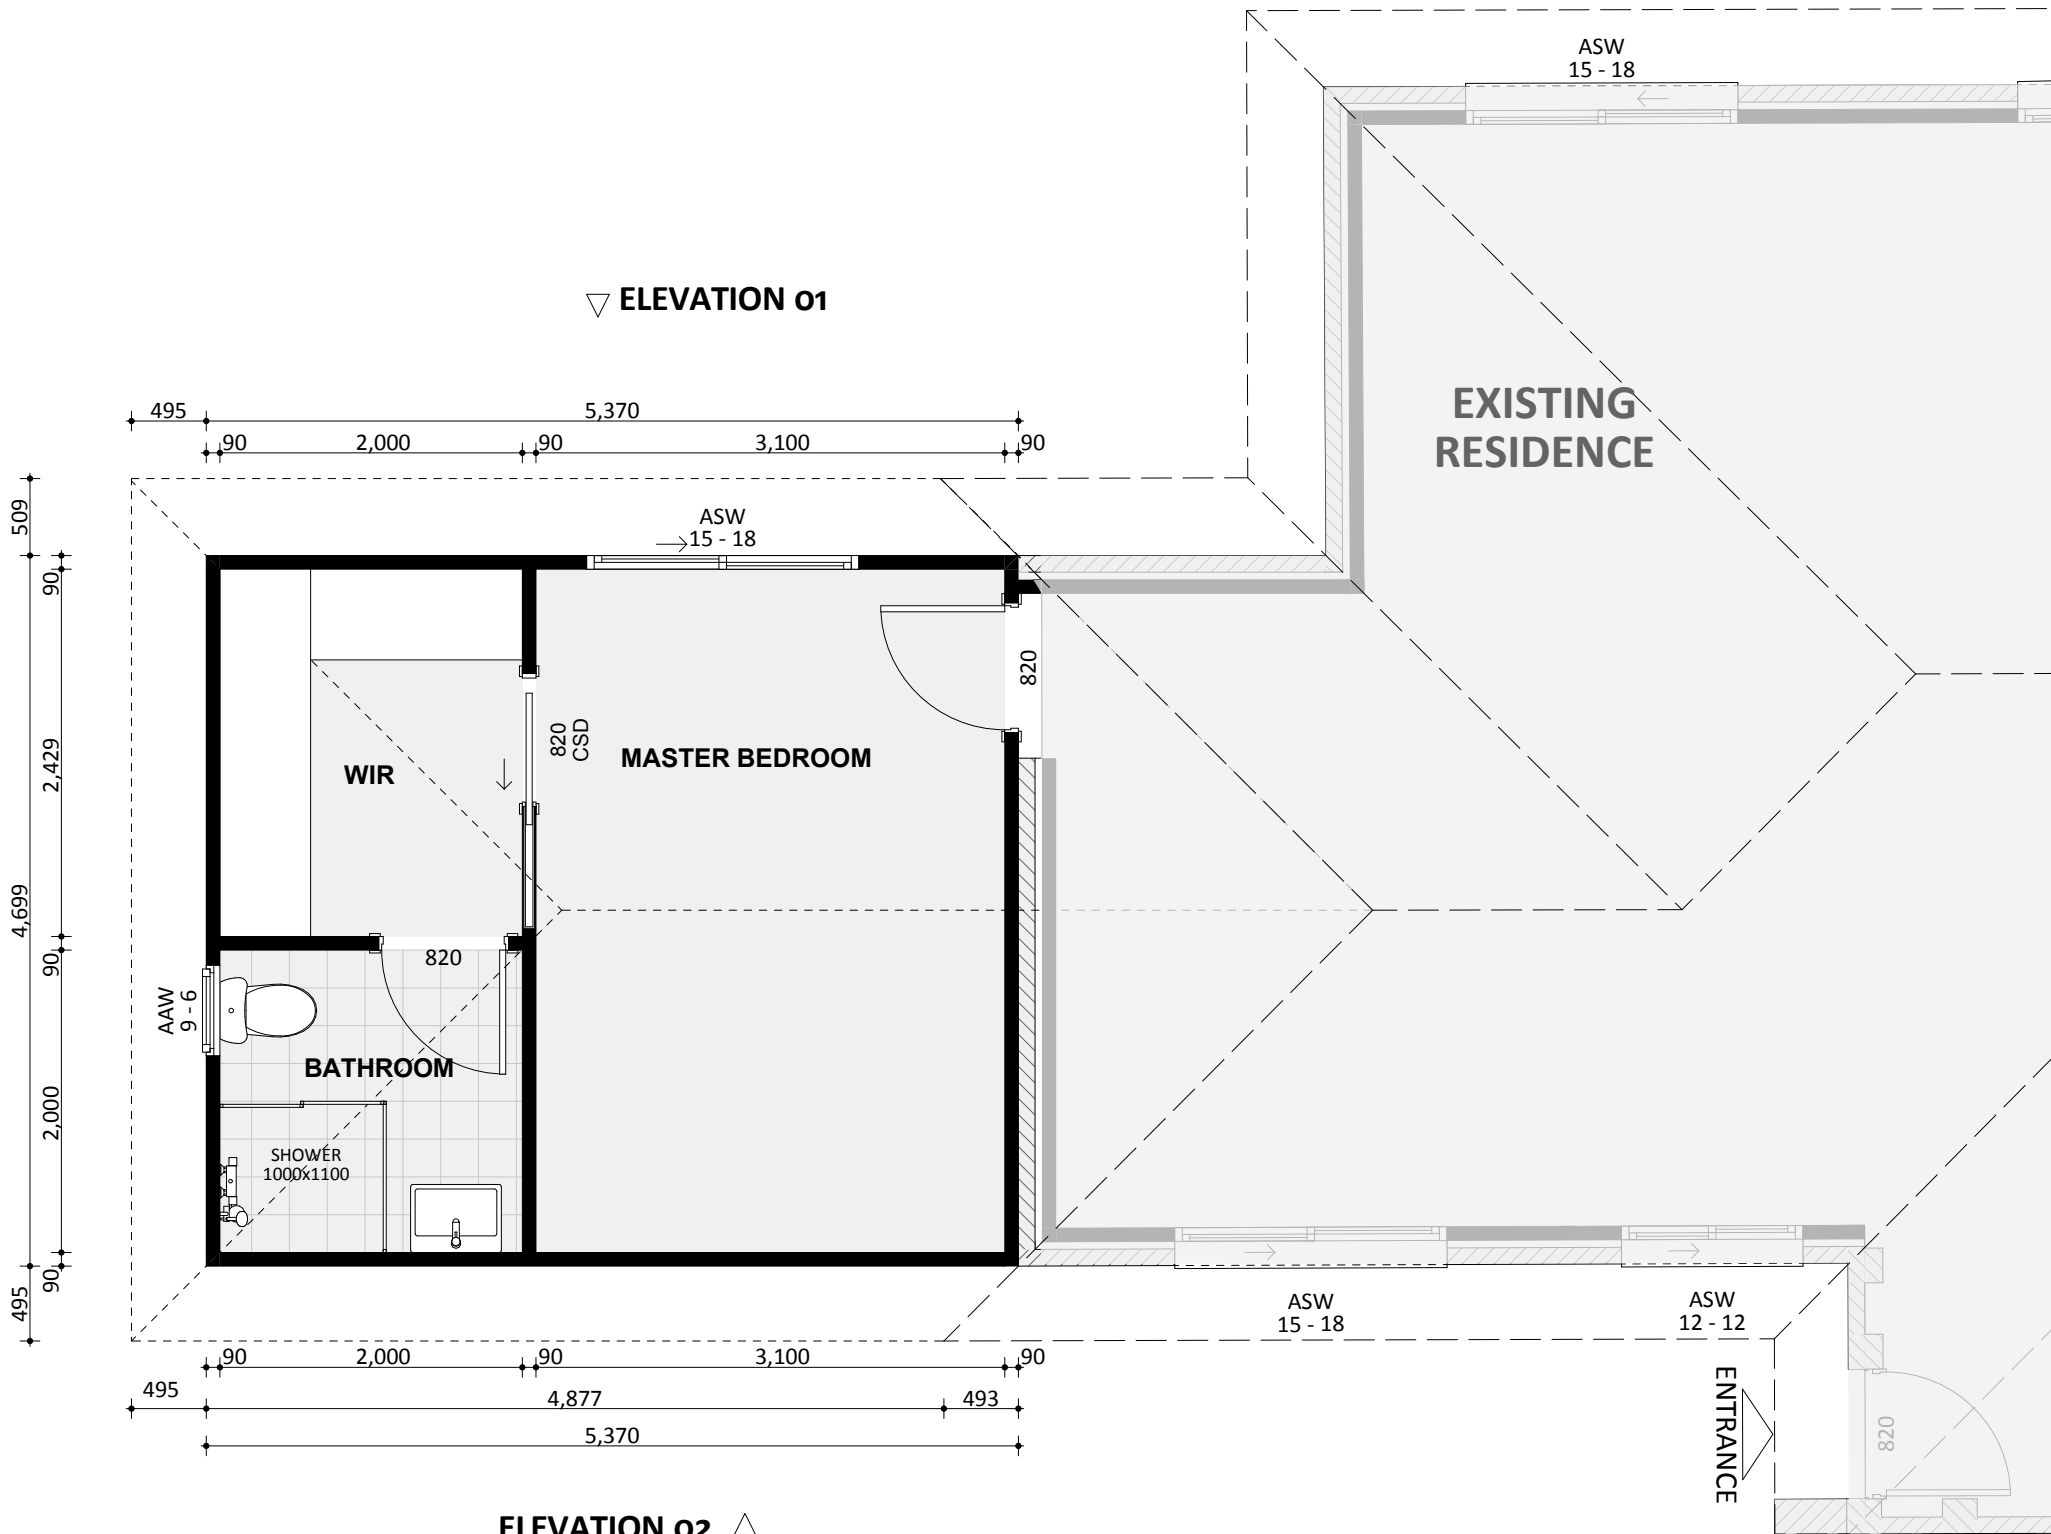 ASW
15 - 18
ELEVATION 01
EXISTING
RESIDENCE
495
5,370
90
2,000
90
3,100
90
509
ASW
15 - 18
90
820
820
CSD
MASTER BEDROOM
WIR
2,429
4,699
820
90
AAW
9 - 6
BATHROOM
2,000
SHOWER
1000x1100
90
495
ASW
15 - 18
ASW
12 - 12
90
2,000
90
3,100
90
495
4,877
493
5,370
ENTRANCE
820
ELEVATION 02